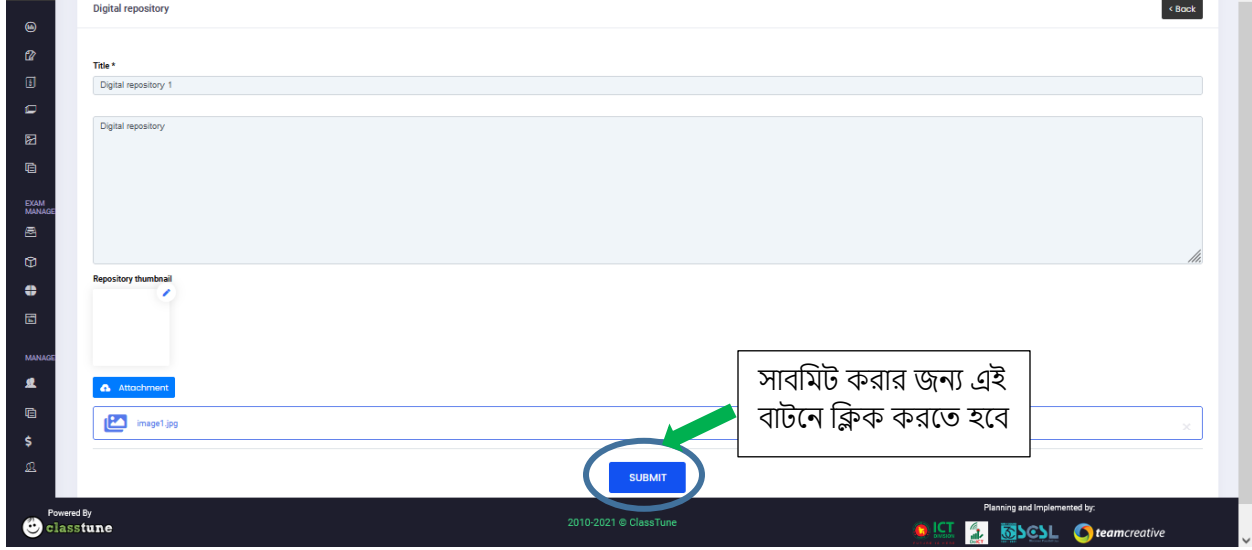 Digital repository
< Back
Title *
Digital repository 1
Digital repository
EXAM
MANAGE
Repository thumbnail
MANAGE
Attachment
image1.jpg
সাবমিট করার জন্য এই
বাটনে ক্লিক করতে হবে
SUBMIT
Powered By
classtune
2010-2021 © ClassTune
Planning and Implemented by:
ICT
DIVISION
teamcreative